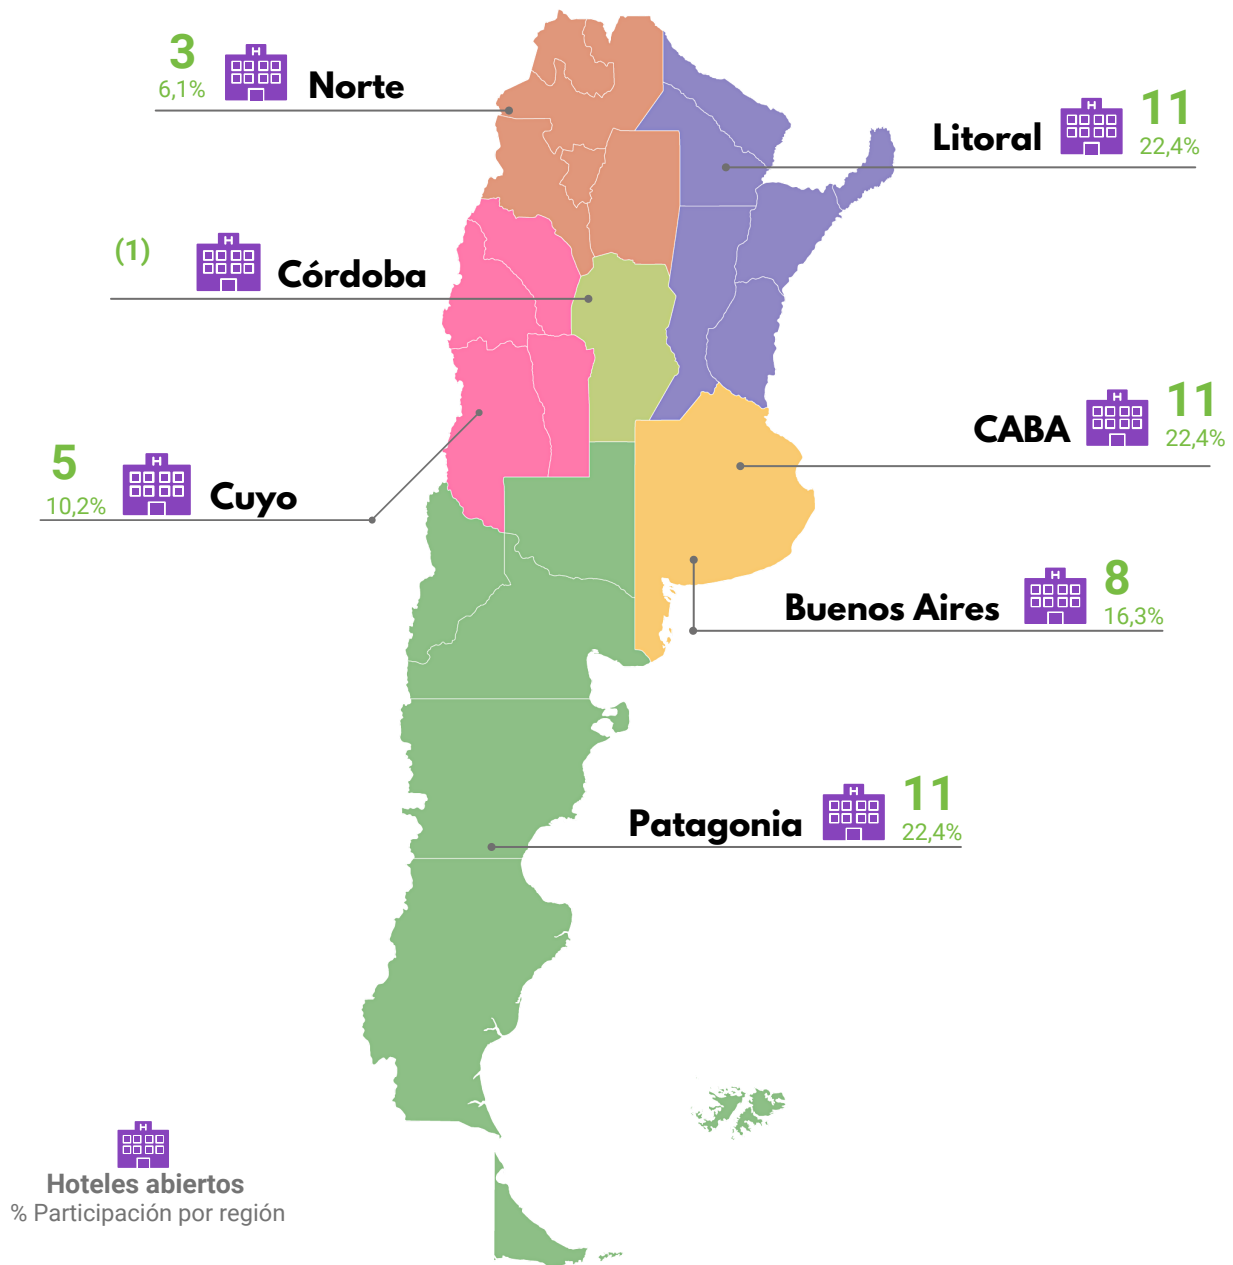 3
6,1%
Norte
Litoral
11
22,4%
(1)
Córdoba
CABA
11
22,4%
5
10,2%
Cuyo
Buenos Aires
8
16,3%
Patagonia
11
22,4%
Hoteles abiertos
% Participación por región